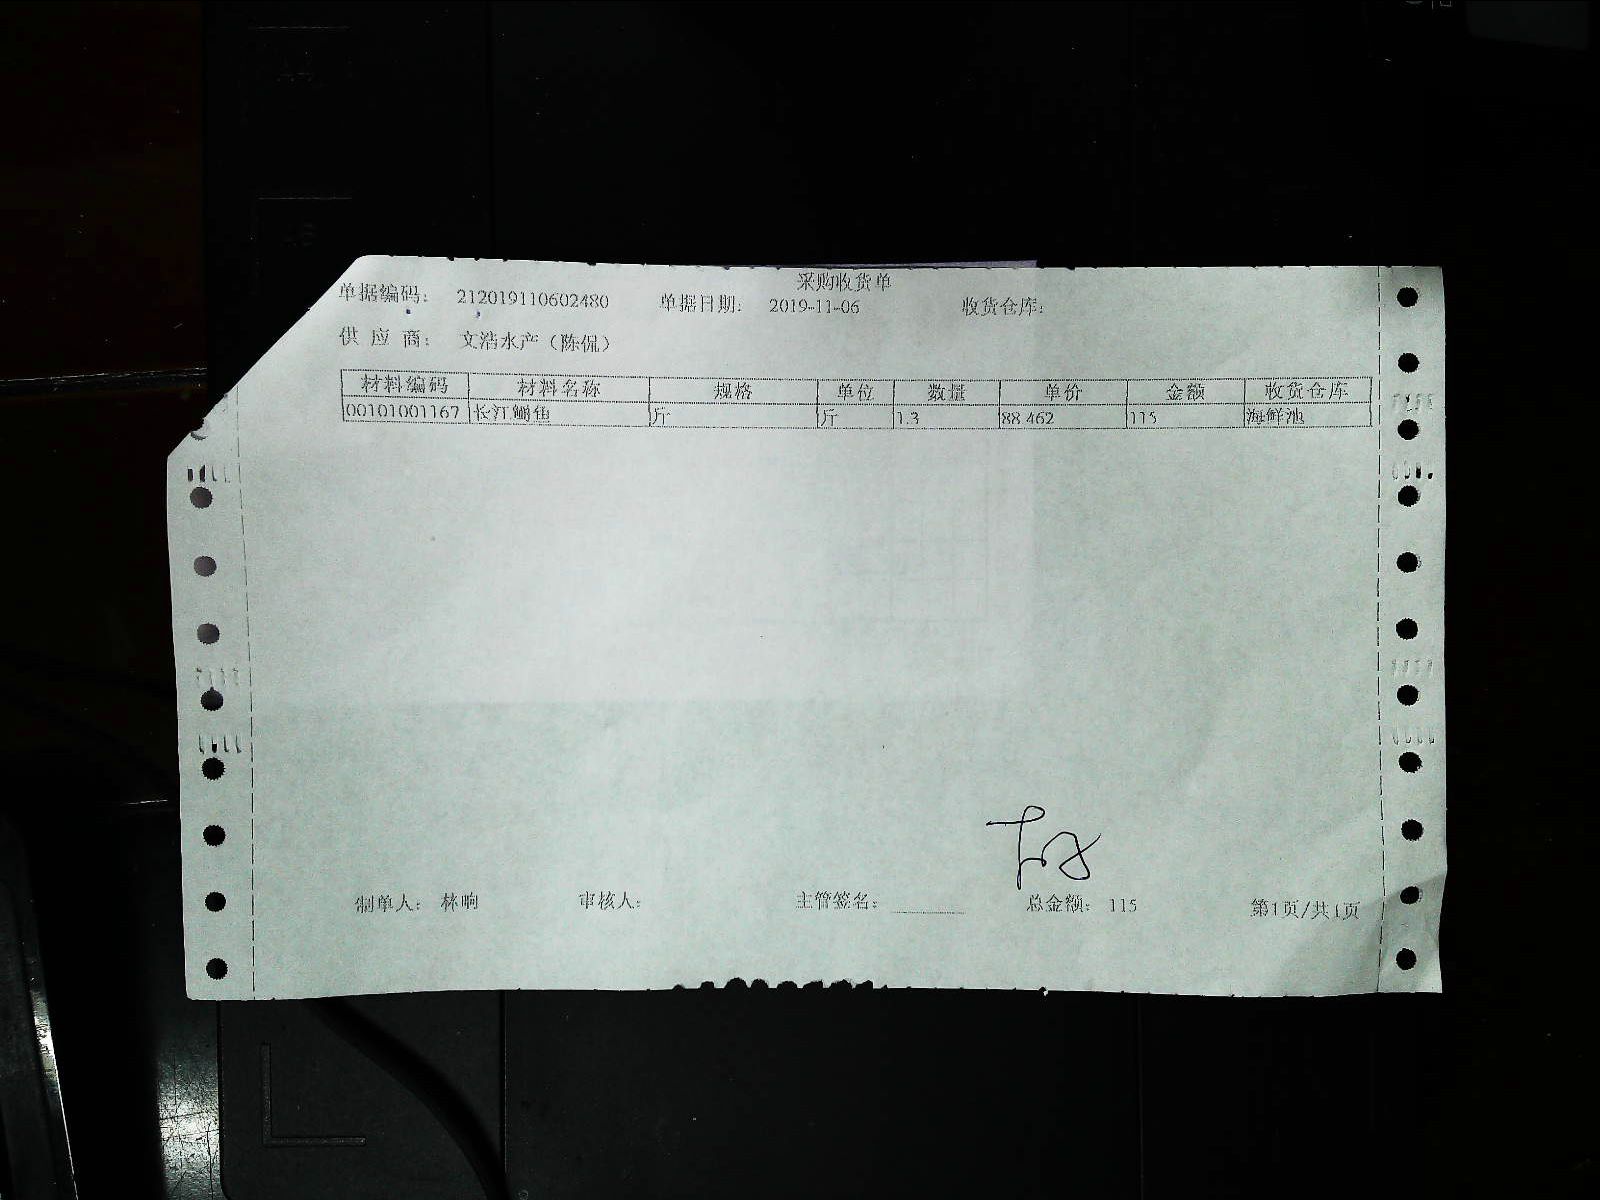 采购收货单
单据编码： 212019110602480 单据日期： 2019-11-06 收货仓库：
供 应 商： 文浩水产（陈侃）
材料编码 材料名称 规格 单位 数量 单价 金额 收货仓库
00101001167 长江鮰鱼 斤 斤 1.3 88.462 115 海鲜池
制单人： 林响 审核人： 主管签名： 总金额： 115 第1页/共1页